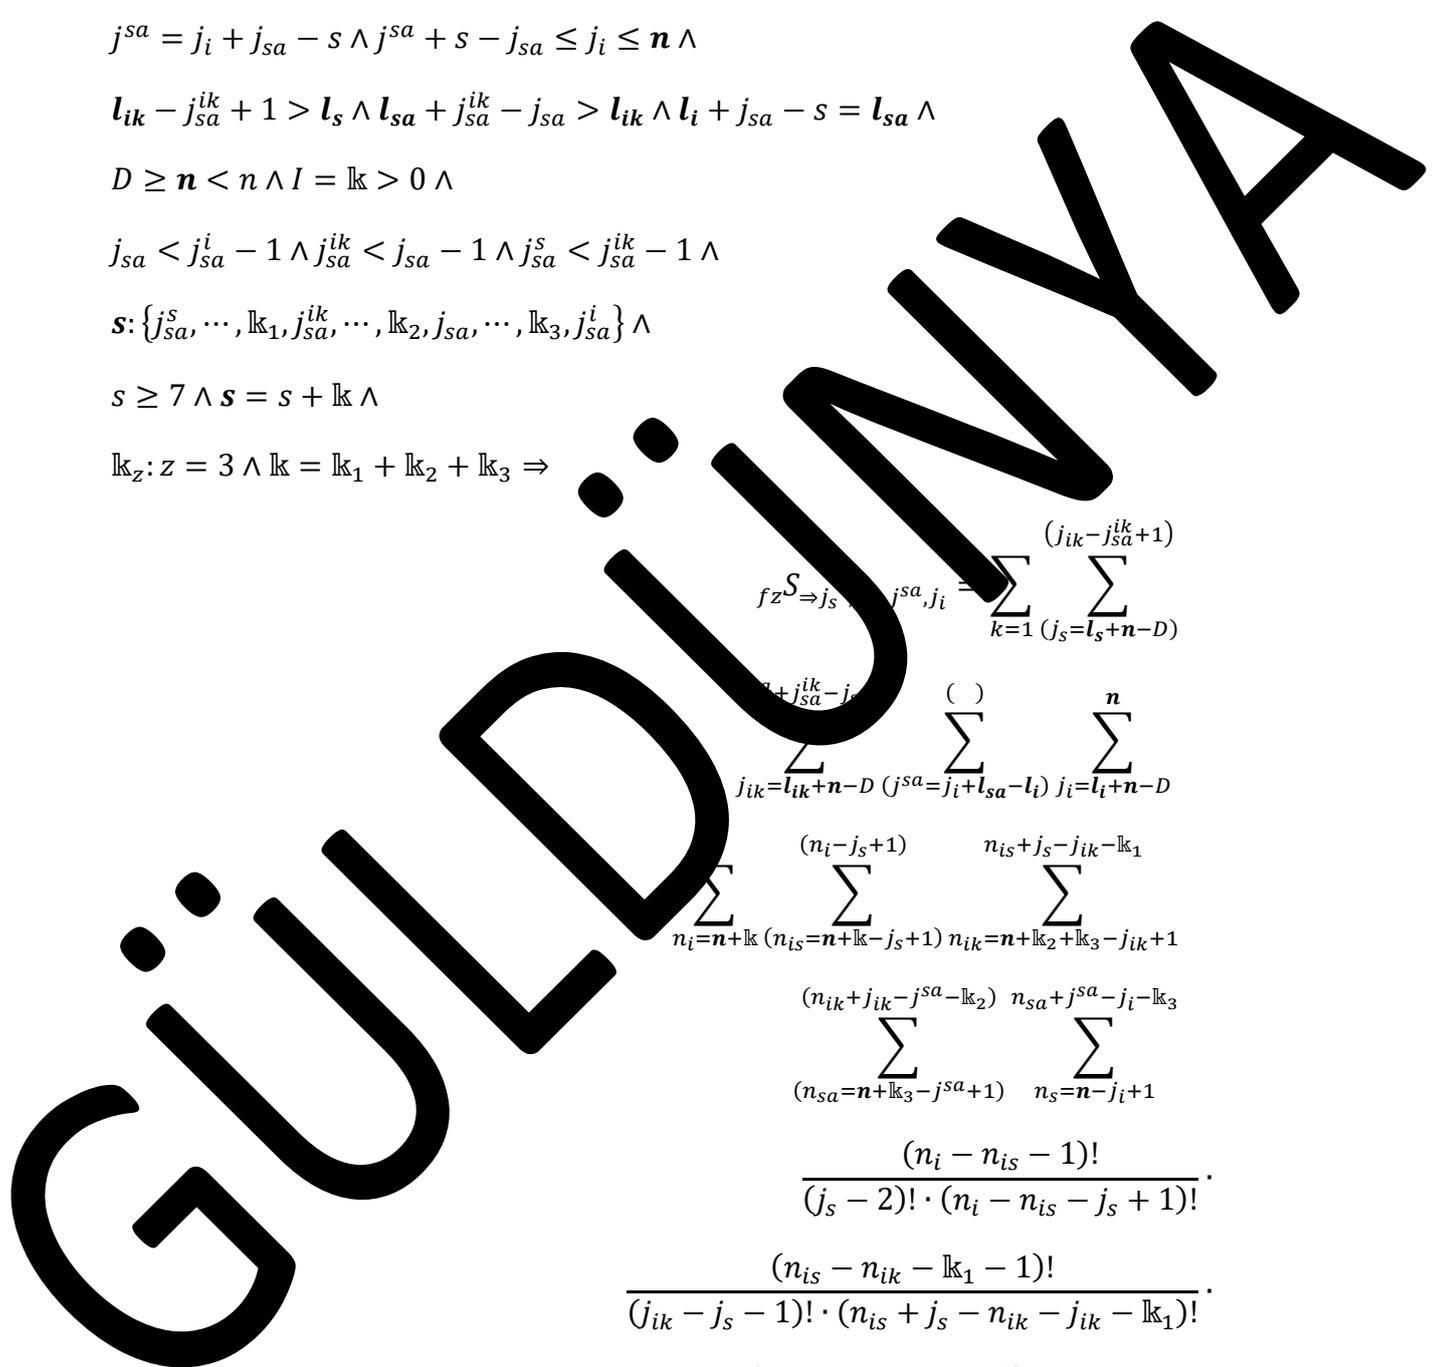 j^{sa} = j_i + j_{sa} − s ∧ j^{sa} + s − j_{sa} ≤ j_i ≤ 𝒏 ∧
𝒍_{𝒊𝒌} − j_{sa}^{ik} + 1 > 𝒍_𝒔 ∧ 𝒍_{𝒔𝒂} + j_{sa}^{ik} − j_{sa} > 𝒍_{𝒊𝒌} ∧ 𝒍_𝒊 + j_{sa} − s = 𝒍_{𝒔𝒂} ∧
D ≥ 𝒏 < n ∧ I = 𝕜 > 0 ∧
j_{sa} < j_{sa}^{i} − 1 ∧ j_{sa}^{ik} < j_{sa} − 1 ∧ j_{sa}^{s} < j_{sa}^{ik} − 1 ∧
𝒔: {j_{sa}^{s}, ⋯ , 𝕜_1, j_{sa}^{ik}, ⋯ , 𝕜_2, j_{sa}, ⋯ , 𝕜_3, j_{sa}^{i}} ∧
s ≥ 7 ∧ 𝒔 = s + 𝕜 ∧
𝕜_z: z = 3 ∧ 𝕜 = 𝕜_1 + 𝕜_2 + 𝕜_3 ⇒
(j_{ik}−j_{sa}^{ik}+1)
_{fz}S_{⇒j_s , j^{sa},j_i} = ∑ ∑
k=1 (j_s=𝒍_𝒔+𝒏−D)
+j_{sa}^{ik}−j ( ) 𝒏
∑ ∑ ∑
j_{ik}=𝒍_{𝒊𝒌}+𝒏−D (j^{sa}=j_i+𝒍_{𝒔𝒂}−𝒍_𝒊) j_i=𝒍_𝒊+𝒏−D
(n_i−j_s+1) n_{is}+j_s−j_{ik}−𝕜_1
∑ ∑ ∑
n_i=𝒏+𝕜 (n_{is}=𝒏+𝕜−j_s+1) n_{ik}=𝒏+𝕜_2+𝕜_3−j_{ik}+1
(n_{ik}+j_{ik}−j^{sa}−𝕜_2) n_{sa}+j^{sa}−j_i−𝕜_3
∑ ∑
(n_{sa}=𝒏+𝕜_3−j^{sa}+1) n_s=𝒏−j_i+1
(n_i − n_{is} − 1)!
(j_s − 2)! · (n_i − n_{is} − j_s + 1)! ·
(n_{is} − n_{ik} − 𝕜_1 − 1)!
(j_{ik} − j_s − 1)! · (n_{is} + j_s − n_{ik} − j_{ik} − 𝕜_1)! ·
GÜLDÜNYA